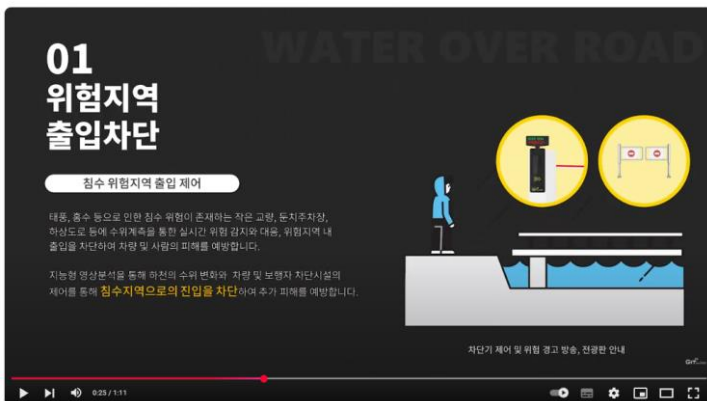 WATER OVER ROAD
01
위험지역
출입차단
침수 위험지역 출입 제어
태풍, 홍수 등으로 인한 침수 위험이 존재하는 작은 교량, 둔치주차장,
하상도로 등에 수위계측을 통한 실시간 위험 감지와 대응, 위험지역 내
출입을 차단하여 차량 및 사람의 피해를 예방합니다.
지능형 영상분석을 통해 하천의 수위 변화와 차량 및 보행자 차단시설의
제어를 통해 침수지역으로의 진입을 차단하여 추가 피해를 예방합니다.
차단기 제어 및 위험 경고 방송, 전광판 안내
0:25 / 1:11